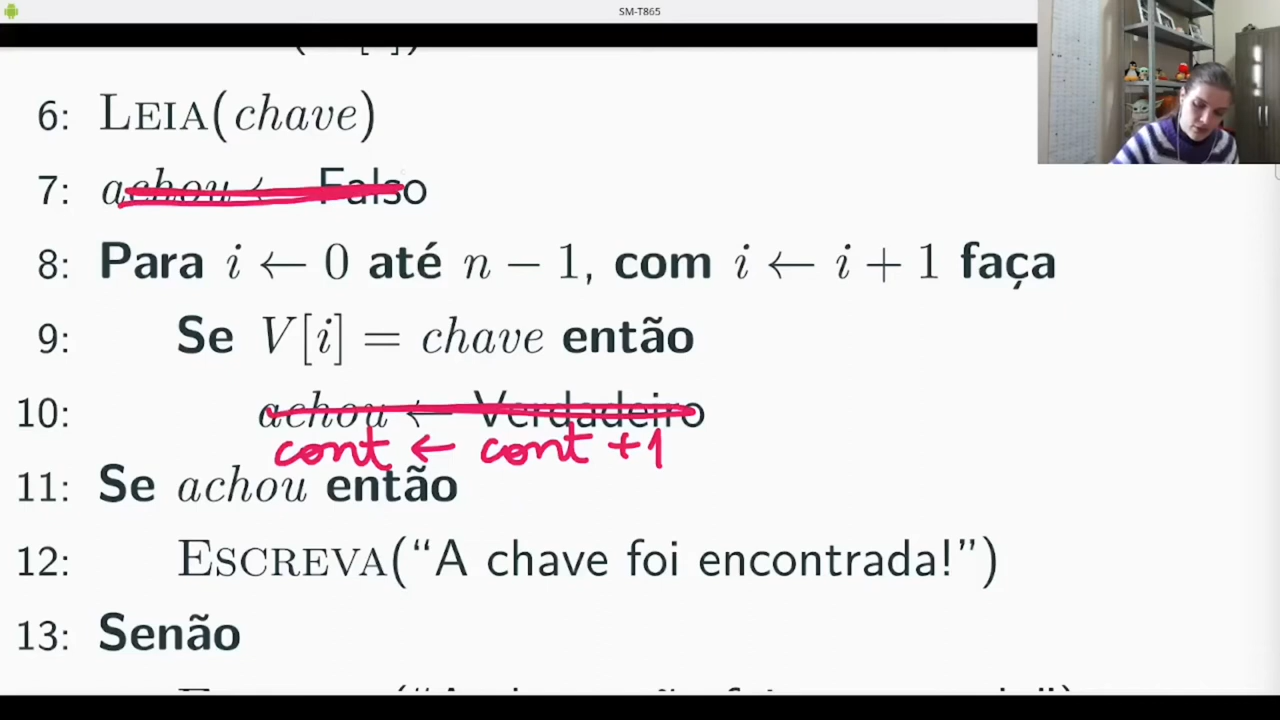 SM-T865
6: LEIA(chave)
7: achou ← Falso
8: Para i ← 0 até n − 1, com i ← i + 1 faça
9: Se V[i] = chave então
10: achou ← Verdadeiro
cont ← cont +1
11: Se achou então
12: ESCREVA(“A chave foi encontrada!”)
13: Senão